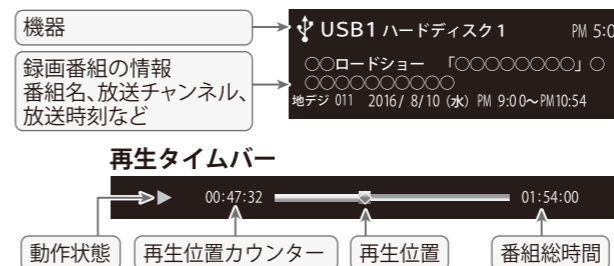 機器
USB1 ハードディスク1 PM 5:0
録画番組の情報
番組名、放送チャンネル、
放送時刻など
○○ロードショー 「○○○○○○○○」○
○○○○○○○○○○
地デジ 011 2016/ 8/10 (水) PM 9:00~PM10:54
再生タイムバー
00:47:32 01:54:00
動作状態 再生位置カウンター 再生位置 番組総時間